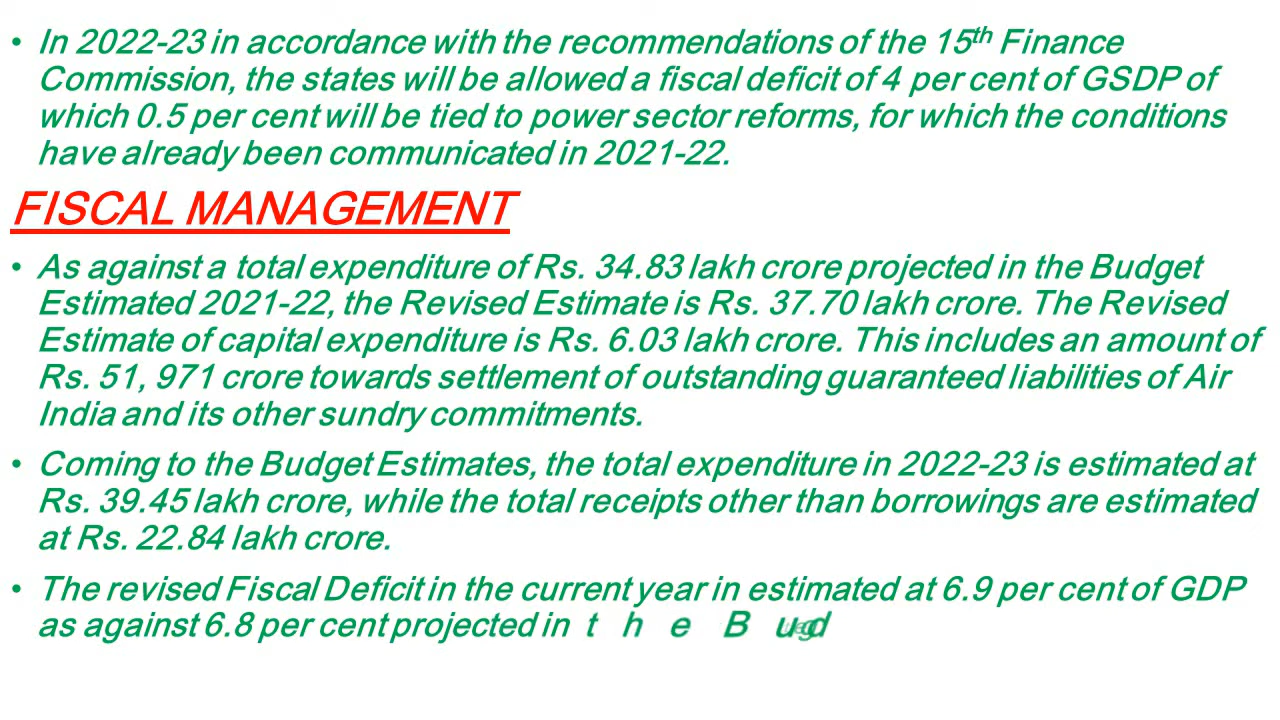 • In 2022-23 in accordance with the recommendations of the 15th Finance
Commission, the states will be allowed a fiscal deficit of 4 per cent of GSDP of
which 0.5 per cent will be tied to power sector reforms, for which the conditions
have already been communicated in 2021-22.
FISCAL MANAGEMENT
• As against a total expenditure of Rs. 34.83 lakh crore projected in the Budget
Estimated 2021-22, the Revised Estimate is Rs. 37.70 lakh crore. The Revised
Estimate of capital expenditure is Rs. 6.03 lakh crore. This includes an amount of
Rs. 51, 971 crore towards settlement of outstanding guaranteed liabilities of Air
India and its other sundry commitments.
• Coming to the Budget Estimates, the total expenditure in 2022-23 is estimated at
Rs. 39.45 lakh crore, while the total receipts other than borrowings are estimated
at Rs. 22.84 lakh crore.
• The revised Fiscal Deficit in the current year in estimated at 6.9 per cent of GDP
as against 6.8 per cent projected in the